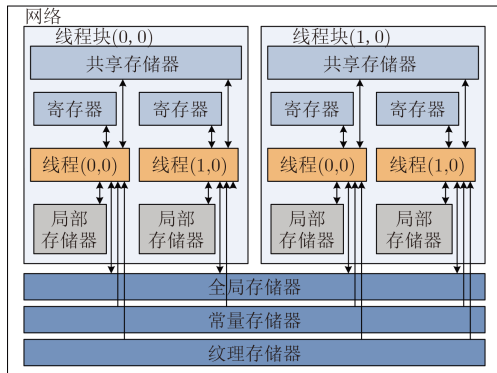 网络
线程块(0, 0)
线程块(1, 0)
共享存储器
共享存储器
寄存器
寄存器
寄存器
寄存器
线程(0,0)
线程(1,0)
线程(0,0)
线程(1,0)
局部
存储器
局部
存储器
局部
存储器
局部
存储器
全局存储器
常量存储器
纹理存储器